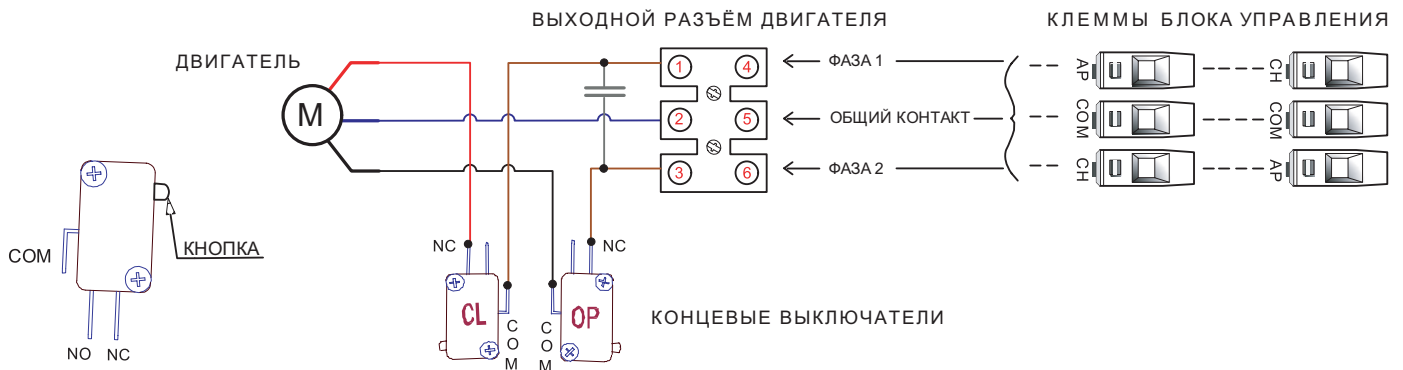 ВЫХОДНОЙ РАЗЪЁМ ДВИГАТЕЛЯ
КЛЕММЫ БЛОКА УПРАВЛЕНИЯ
ДВИГАТЕЛЬ
M
1
4
ФАЗА 1
AP
CH
2
5
ОБЩИЙ КОНТАКТ
COM
COM
3
6
ФАЗА 2
CH
AP
COM
КНОПКА
NO
NC
NC
NC
CL
OP
COM
COM
КОНЦЕВЫЕ ВЫКЛЮЧАТЕЛИ